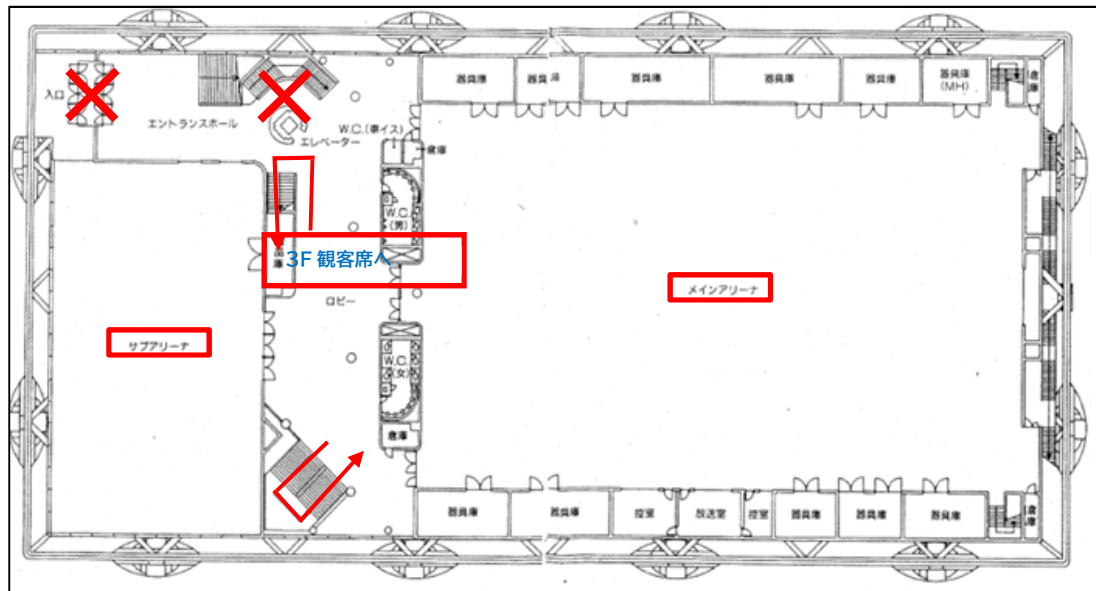 器具庫
器具庫
器具庫
器具庫
器具庫
器具庫
(MH)
倉庫
入口
エントランスホール
エレベーター
W.C.(車イス)
倉庫
W.C.
(男)
3F 観客席へ
庫
ロビー
メインアリーナ
サブアリーナ
W.C.
(女)
倉庫
器具庫
器具庫
控室
放送室
控室
器具庫
器具庫
器具庫
倉庫